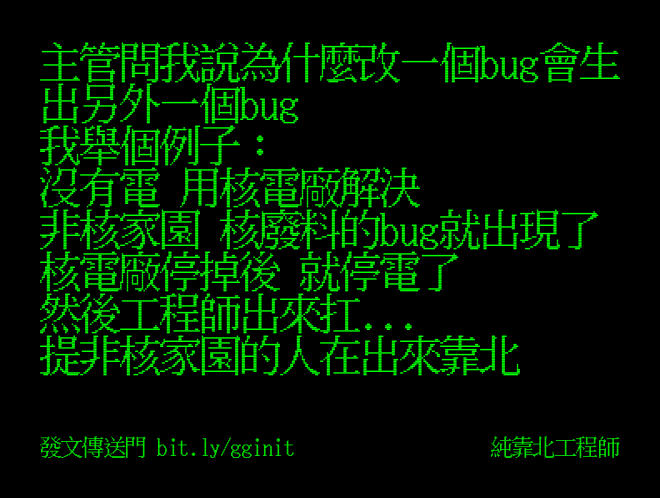 主管問我說為什麼改一個bug會生
出另外一個bug
我舉個例子：
沒有電 用核電廠解決
非核家園 核廢料的bug就出現了
核電廠停掉後 就停電了
然後工程師出來扛...
提非核家園的人在出來靠北
發文傳送門 bit.ly/gginit
純靠北工程師